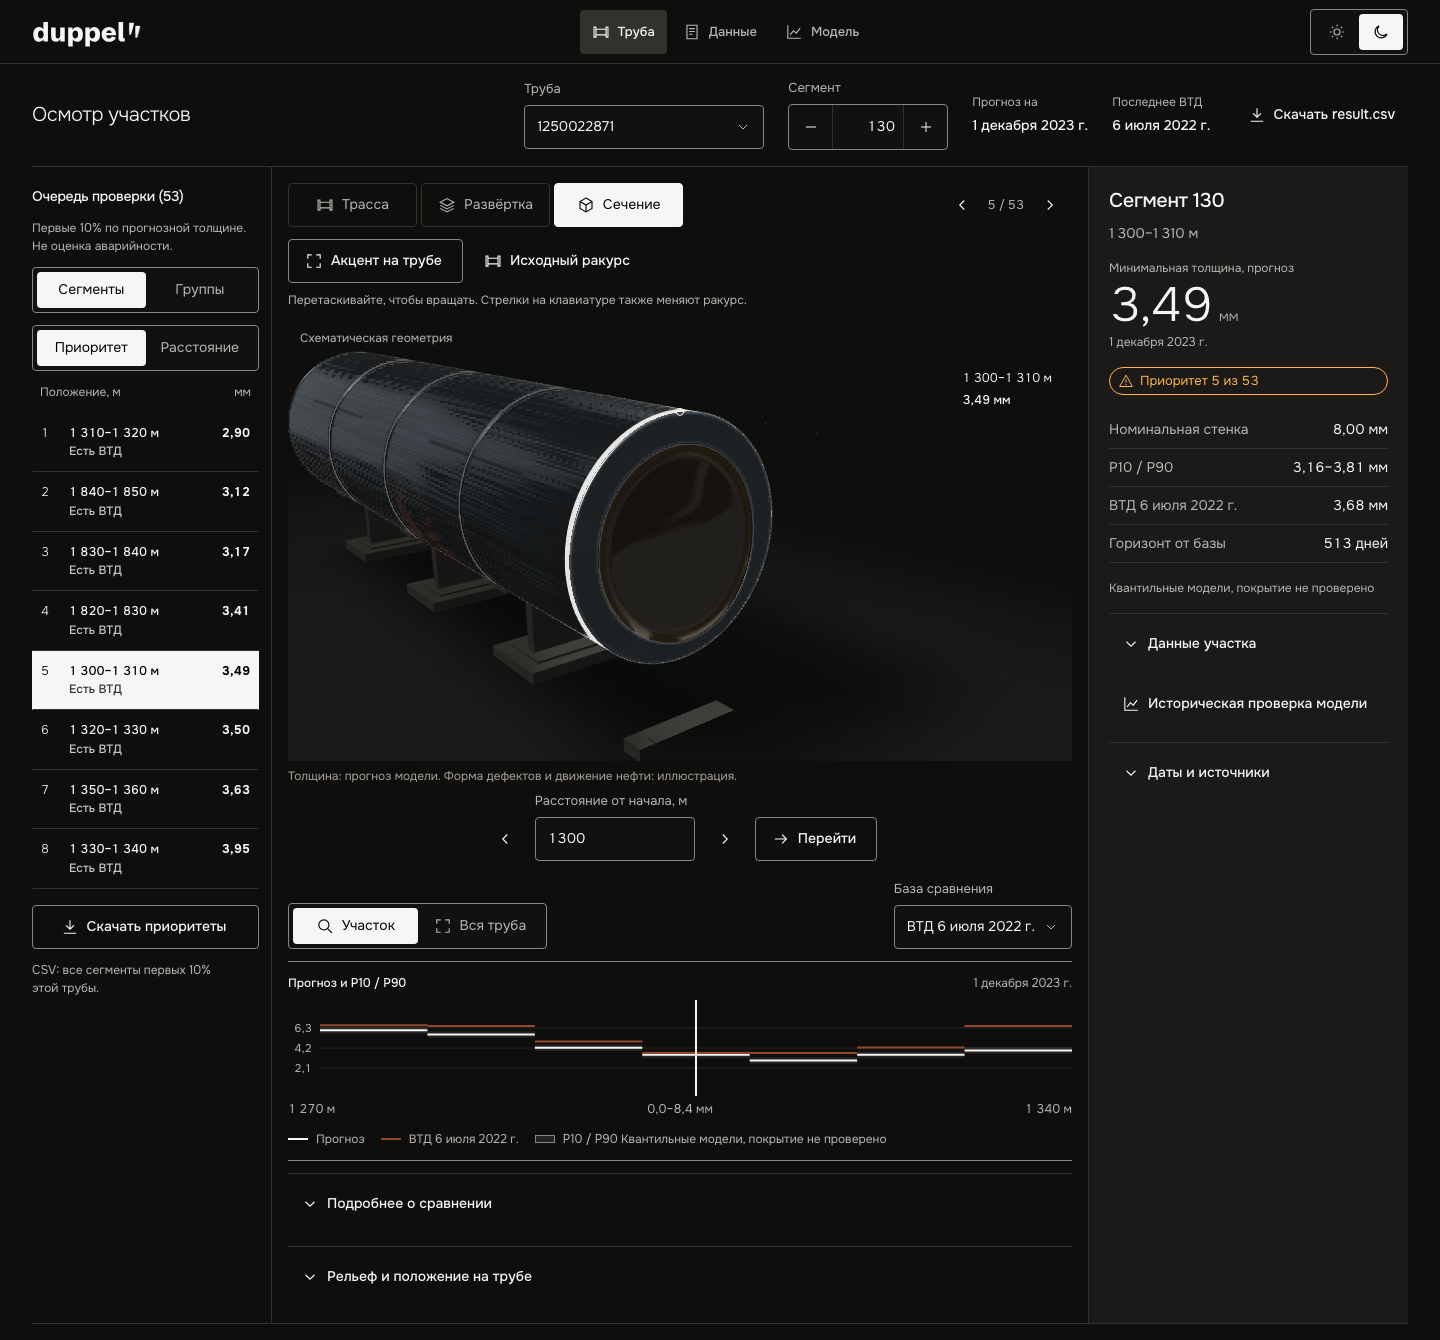 duppel
Труба
Данные
Модель
Осмотр участков
Труба
1250022871
Сегмент
130
Прогноз на
1 декабря 2023 г.
Последнее ВТД
6 июля 2022 г.
Скачать result.csv
Очередь проверки (53)
Первые 10% по прогнозной толщине.
Не оценка аварийности.
Сегменты
Группы
Приоритет
Расстояние
Положение, м мм
1 1 310–1 320 м 2,90
Есть ВТД
2 1 840–1 850 м 3,12
Есть ВТД
3 1 830–1 840 м 3,17
Есть ВТД
4 1 820–1 830 м 3,41
Есть ВТД
5 1 300–1 310 м 3,49
Есть ВТД
6 1 320–1 330 м 3,50
Есть ВТД
7 1 350–1 360 м 3,63
Есть ВТД
8 1 330–1 340 м 3,95
Есть ВТД
Скачать приоритеты
CSV: все сегменты первых 10%
этой трубы.
Трасса
Развёртка
Сечение
5 / 53
Акцент на трубе
Исходный ракурс
Перетаскивайте, чтобы вращать. Стрелки на клавиатуре также меняют ракурс.
Схематическая геометрия
1 300–1 310 м
3,49 мм
Толщина: прогноз модели. Форма дефектов и движение нефти: иллюстрация.
Расстояние от начала, м
1300
Перейти
Участок
Вся труба
База сравнения
ВТД 6 июля 2022 г.
Прогноз и P10 / P90
1 декабря 2023 г.
6,3
4,2
2,1
1 270 м 0,0–8,4 мм 1 340 м
Прогноз ВТД 6 июля 2022 г. P10 / P90 Квантильные модели, покрытие не проверено
Подробнее о сравнении
Рельеф и положение на трубе
Сегмент 130
1 300–1 310 м
Минимальная толщина, прогноз
3,49 мм
1 декабря 2023 г.
Приоритет 5 из 53
Номинальная стенка 8,00 мм
P10 / P90 3,16–3,81 мм
ВТД 6 июля 2022 г. 3,68 мм
Горизонт от базы 513 дней
Квантильные модели, покрытие не проверено
Данные участка
Историческая проверка модели
Даты и источники